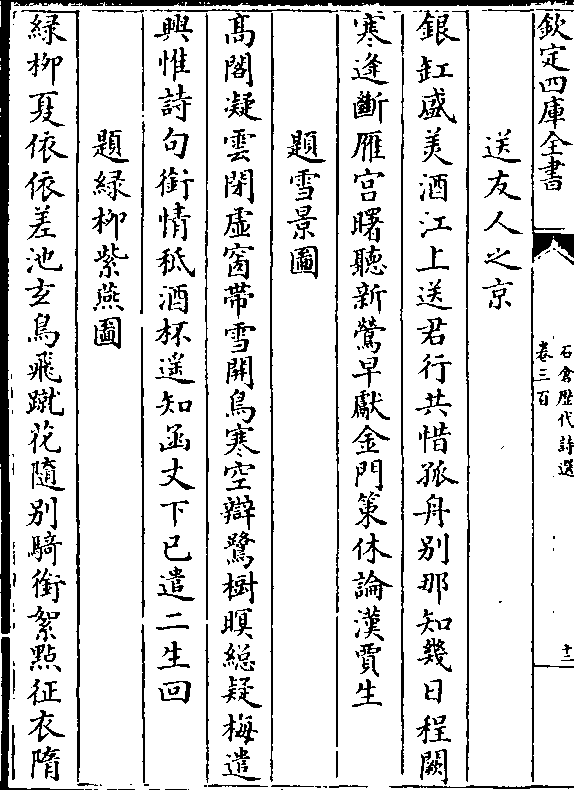 欽定四庫全書
石倉歴代詩選
卷三百
十二
送友人之京
銀缸盛美酒江上送君行共惜孤舟别那知幾日程闕
寒逢斷雁宫曙聽新鶯早獻金門策休論漢賈生
題雪景圖
髙閣凝雲閉虚窗帶雪開鳥寒空辯鷺樹暝總疑梅遣
興惟詩句銜情秪酒杯遥知函丈下已遣二生回
題緑柳紫燕圖
緑柳夏依依差池玄鳥飛蹴花隨别騎銜絮點征衣隋